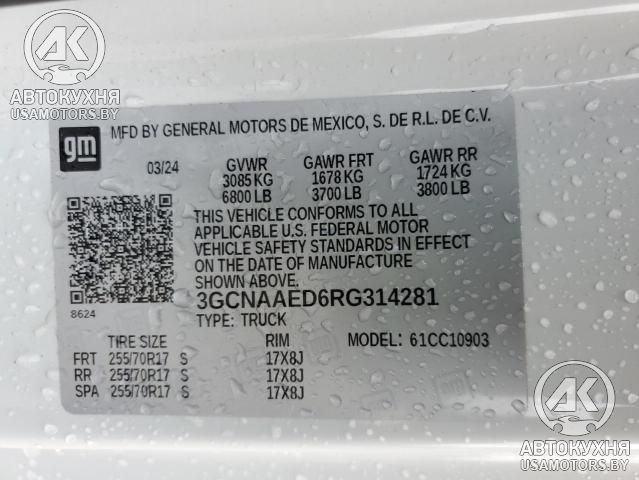 AK
АВТОКУХНЯ
USAMOTORS.BY
gm
MFD BY GENERAL MOTORS DE MEXICO, S. DE R.L. DE C.V.
03/24 GVWR GAWR FRT GAWR RR
3085 KG 1678 KG 1724 KG
6800 LB 3700 LB 3800 LB
THIS VEHICLE CONFORMS TO ALL
APPLICABLE U.S. FEDERAL MOTOR
VEHICLE SAFETY STANDARDS IN EFFECT
ON THE DATE OF MANUFACTURE
SHOWN ABOVE.
3GCNAAED6RG314281
8624
TYPE: TRUCK
TIRE SIZE RIM MODEL: 61CC10903
FRT 255/70R17 S 17X8J
RR 255/70R17 S 17X8J
SPA 255/70R17 S 17X8J
AK
АВТОКУХНЯ
USAMOTORS.BY